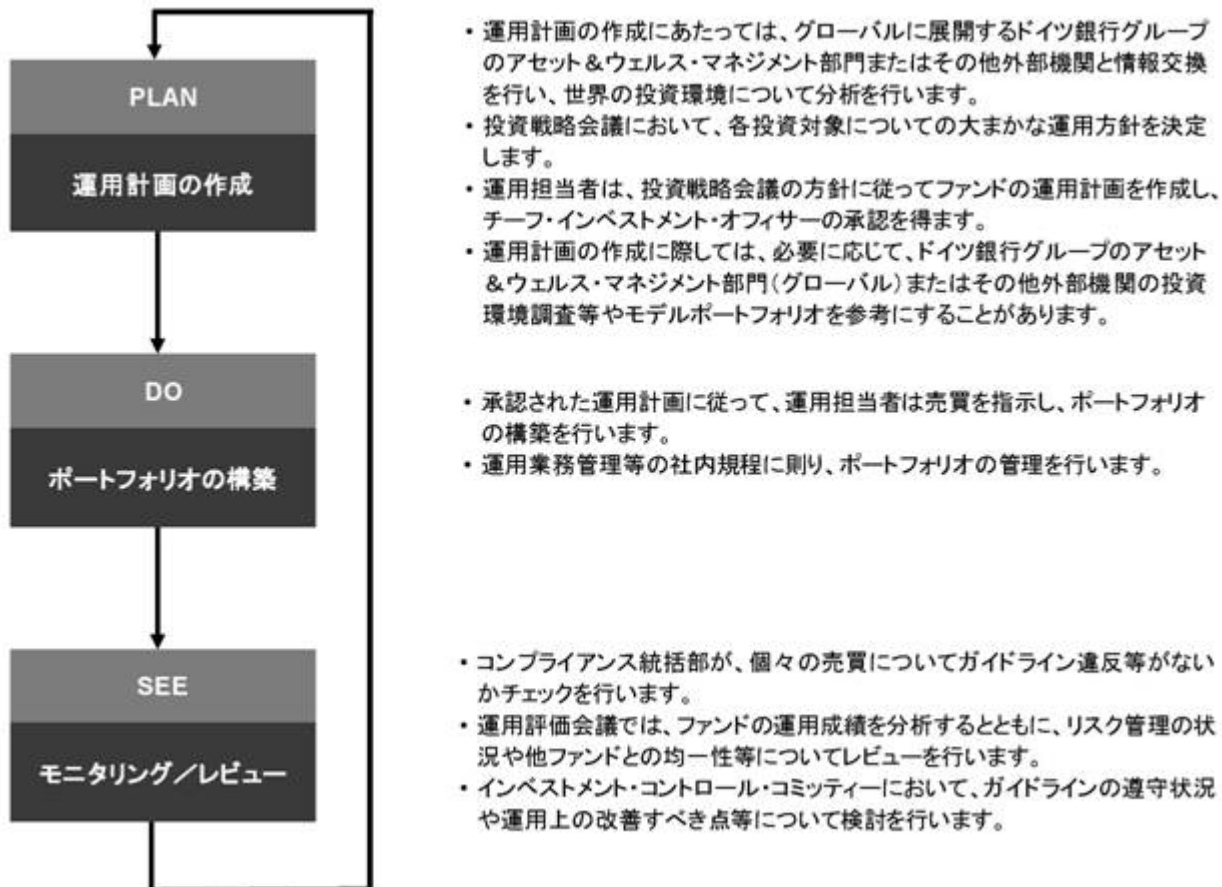 PLAN
運用計画の作成
・運用計画の作成にあたっては、グローバルに展開するドイツ銀行グループ
のアセット＆ウェルス・マネジメント部門またはその他外部機関と情報交換
を行い、世界の投資環境について分析を行います。
・投資戦略会議において、各投資対象についての大まかな運用方針を決定
します。
・運用担当者は、投資戦略会議の方針に従ってファンドの運用計画を作成し、
チーフ・インベストメント・オフィサーの承認を得ます。
・運用計画の作成に際しては、必要に応じて、ドイツ銀行グループのアセット
＆ウェルス・マネジメント部門（グローバル）またはその他外部機関の投資
環境調査等やモデルポートフォリオを参考にすることがあります。
DO
ポートフォリオの構築
・承認された運用計画に従って、運用担当者は売買を指示し、ポートフォリオ
の構築を行います。
・運用業務管理等の社内規程に則り、ポートフォリオの管理を行います。
SEE
モニタリング／レビュー
・コンプライアンス統括部が、個々の売買についてガイドライン違反等がない
かチェックを行います。
・運用評価会議では、ファンドの運用成績を分析するとともに、リスク管理の状
況や他ファンドとの均一性等についてレビューを行います。
・インベストメント・コントロール・コミッティーにおいて、ガイドラインの遵守状況
や運用上の改善すべき点等について検討を行います。